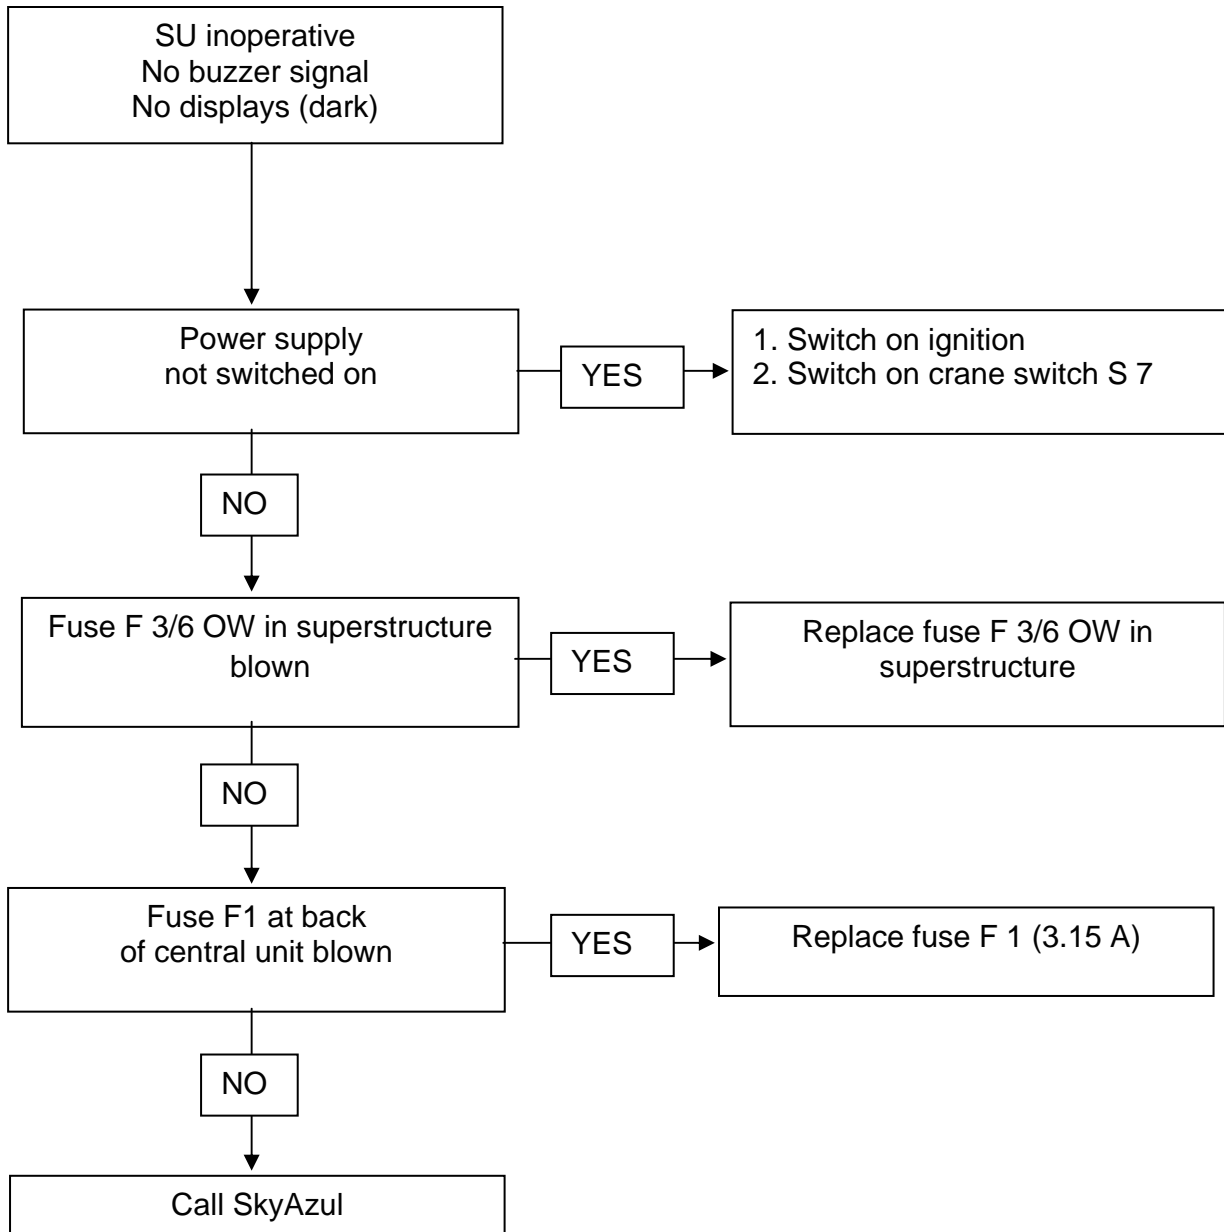 SU inoperative
No buzzer signal
No displays (dark)
Power supply
not switched on
YES
1. Switch on ignition
2. Switch on crane switch S 7
NO
Fuse F 3/6 OW in superstructure
blown
YES
Replace fuse F 3/6 OW in
superstructure
NO
Fuse F1 at back
of central unit blown
YES
Replace fuse F 1 (3.15 A)
NO
Call SkyAzul